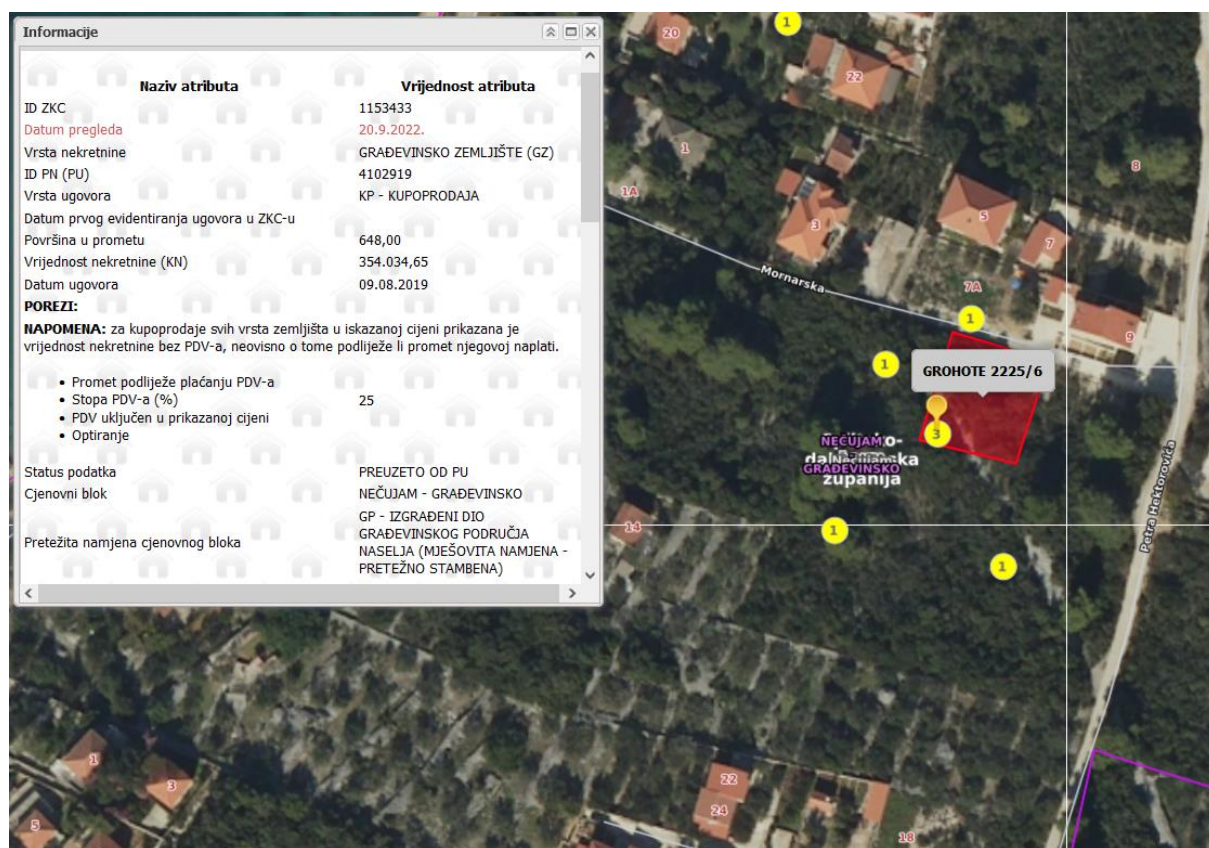 Informacije
Naziv atributa Vrijednost atributa
ID ZKC 1153433
Datum pregleda 20.9.2022.
Vrsta nekretnine GRAĐEVINSKO ZEMLJIŠTE (GZ)
ID PN (PU) 4102919
Vrsta ugovora KP - KUPOPRODAJA
Datum prvog evidentiranja ugovora u ZKC-u
Površina u prometu 648,00
Vrijednost nekretnine (KN) 354.034,65
Datum ugovora 09.08.2019
POREZI:
NAPOMENA: za kupoprodaje svih vrsta zemljišta u iskazanoj cijeni prikazana je
vrijednost nekretnine bez PDV-a, neovisno o tome podliježe li promet njegovoj naplati.
• Promet podliježe plaćanju PDV-a
• Stopa PDV-a (%) 25
• PDV uključen u prikazanoj cijeni
• Optiranje
Status podatka PREUZETO OD PU
Cjenovni blok NEČUJAM - GRAĐEVINSKO
Pretežita namjena cjenovnog bloka GP - IZGRAĐENI DIO
GRAĐEVINSKOG PODRUČJA
NASELJA (MJEŠOVITA NAMJENA -
PRETEŽNO STAMBENA)
1
20
22
1
8
1A
3
5
7
Mornarska
7A
1
9
1
GROHOTE 2225/6
3
NEČUJAM
GRAĐEVINSKO
županija
Petra Hektorovića
14
1
1
1
3
5
22
24
18